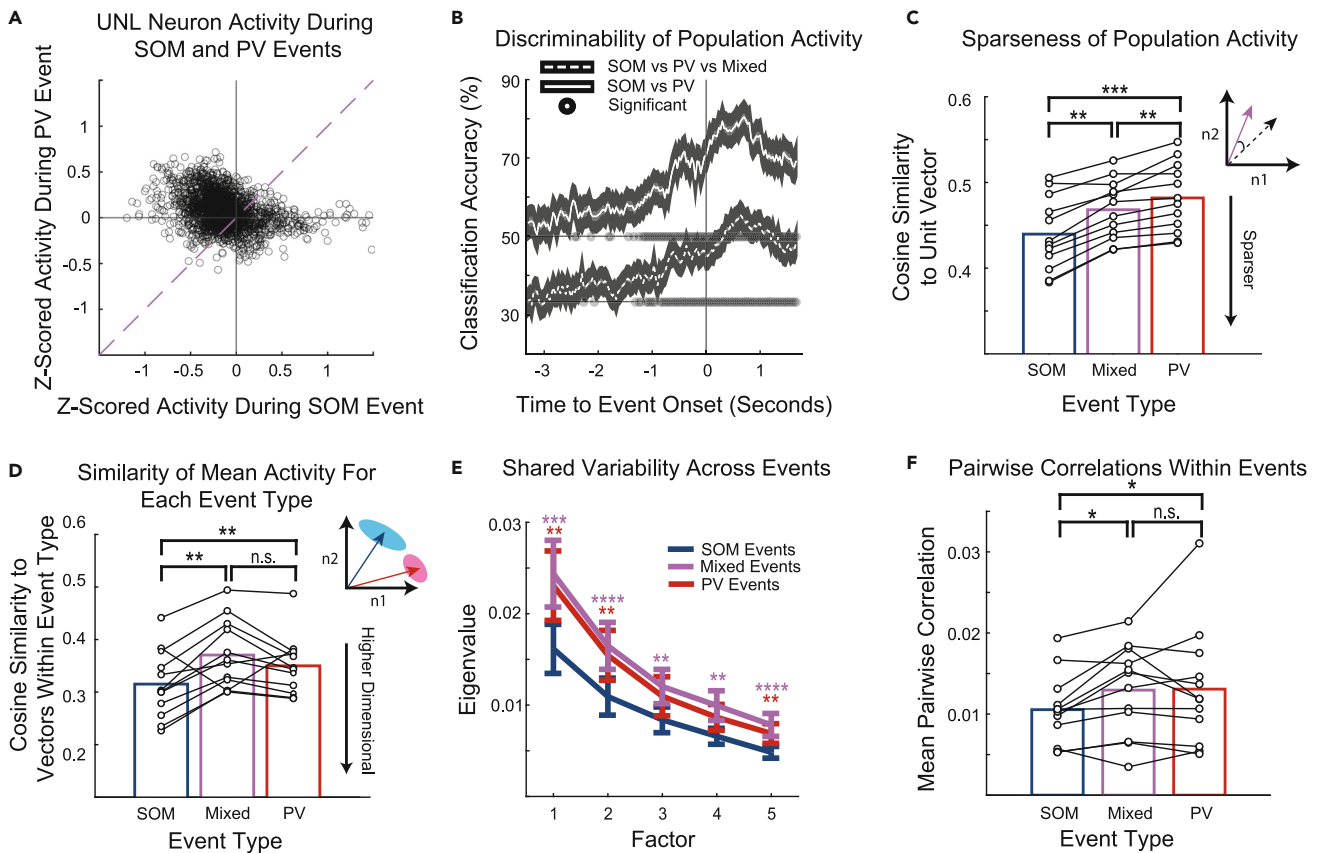 A
UNL Neuron Activity During
SOM and PV Events
Z-Scored Activity During PV Event
1
0.5
0
-0.5
-1
-1
-0.5
0
0.5
1
Z-Scored Activity During SOM Event
B
Discriminability of Population Activity
SOM vs PV vs Mixed
SOM vs PV
Significant
Classification Accuracy (%)
90
70
50
30
-3
-2
-1
0
1
Time to Event Onset (Seconds)
C
Sparseness of Population Activity
Cosine Similarity
to Unit Vector
0.6
0.5
0.4
***
**
**
n2
n1
Sparser
SOM
Mixed
PV
Event Type
D
Similarity of Mean Activity For
Each Event Type
Cosine Similarity to
Vectors Within Event Type
0.6
0.5
0.4
0.3
0.2
**
**
n.s.
n2
n1
Higher Dimensional
SOM
Mixed
PV
Event Type
E
Shared Variability Across Events
Eigenvalue
0.03
0.02
0.01
***
**
****
**
**
**
****
**
SOM Events
Mixed Events
PV Events
1
2
3
4
5
Factor
F
Pairwise Correlations Within Events
Mean Pairwise Correlation
0.03
0.02
0.01
0
*
*
n.s.
SOM
Mixed
PV
Event Type